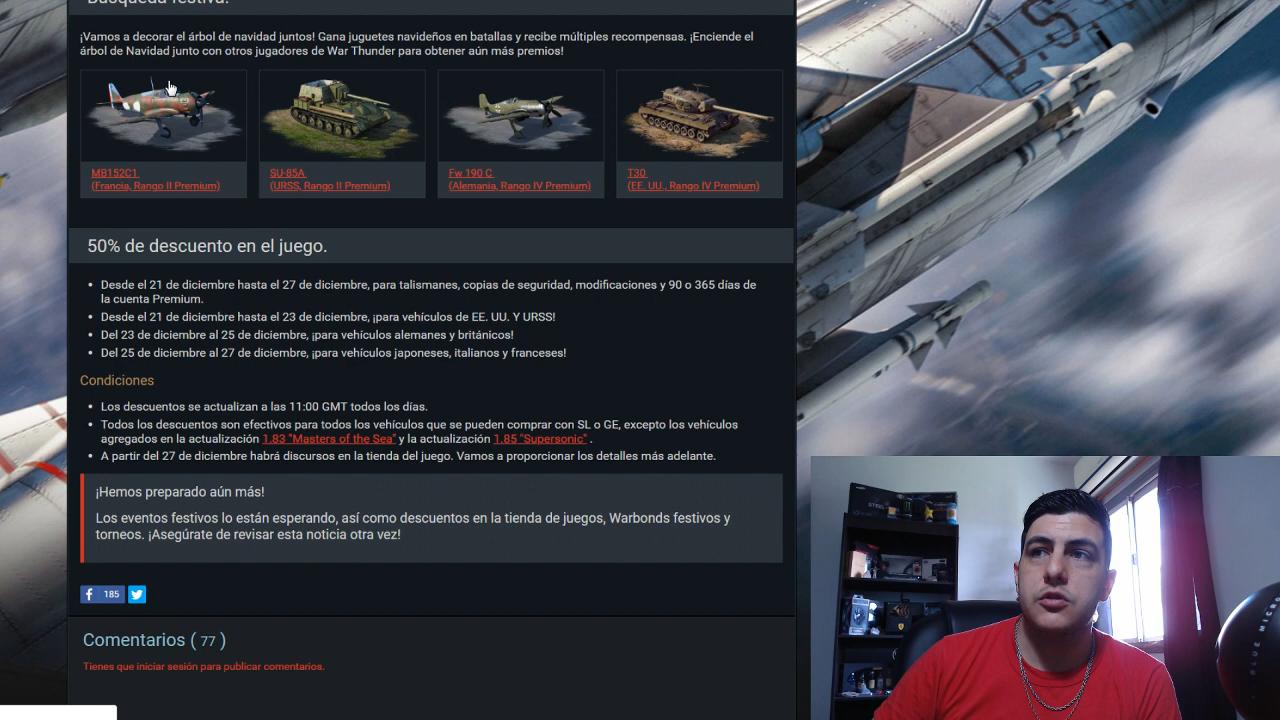 Búsqueda festiva!
¡Vamos a decorar el árbol de navidad juntos! Gana juguetes navideños en batallas y recibe múltiples recompensas. ¡Enciende el
árbol de Navidad junto con otros jugadores de War Thunder para obtener aún más premios!
MB152C1
(Francia, Rango II Premium)
SU-85A
(URSS, Rango II Premium)
Fw 190 C
(Alemania, Rango IV Premium)
T30
(EE. UU., Rango IV Premium)
50% de descuento en el juego.
• Desde el 21 de diciembre hasta el 27 de diciembre, para talismanes, copias de seguridad, modificaciones y 90 o 365 días de
la cuenta Premium.
• Desde el 21 de diciembre hasta el 23 de diciembre, ¡para vehículos de EE. UU. Y URSS!
• Del 23 de diciembre al 25 de diciembre, ¡para vehículos alemanes y británicos!
• Del 25 de diciembre al 27 de diciembre, ¡para vehículos japoneses, italianos y franceses!
Condiciones
• Los descuentos se actualizan a las 11:00 GMT todos los días.
• Todos los descuentos son efectivos para todos los vehículos que se pueden comprar con SL o GE, excepto los vehículos
agregados en la actualización 1.83 "Masters of the Sea" y la actualización 1.85 "Supersonic" .
• A partir del 27 de diciembre habrá discursos en la tienda del juego. Vamos a proporcionar los detalles más adelante.
¡Hemos preparado aún más!
Los eventos festivos lo están esperando, así como descuentos en la tienda de juegos, Warbonds festivos y
torneos. ¡Asegúrate de revisar esta noticia otra vez!
185
Comentarios ( 77 )
Tienes que iniciar sesión para publicar comentarios.
BLUE MIC